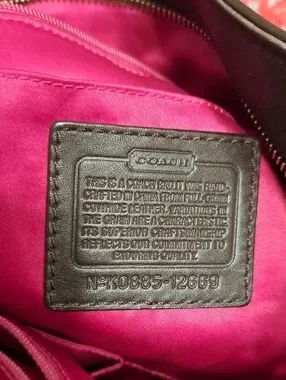 COACH
THIS IS A COACH BAG. IT WAS HAND-
CRAFTED IN CHINA FROM FULL GRAIN
COWHIDE LEATHER. VARIATIONS IN
THE GRAIN ARE A CHARACTERISTIC OF
ITS SUPERIOR CRAFTSMANSHIP
REFLECTS OUR COMMITMENT TO
ENDURING QUALITY.
Nº K0885-12669